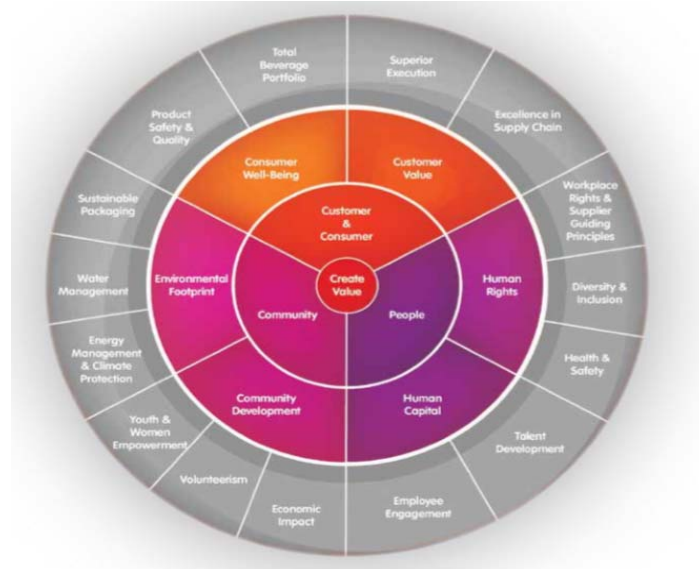 Total
Beverage
Portfolio
Superior
Execution
Excellence in
Supply Chain
Workplace
Rights &
Supplier
Guiding
Principles
Diversity &
Inclusion
Health &
Safety
Talent
Development
Employee
Engagement
Economic
Impact
Volunteerism
Youth &
Women
Empowerment
Energy
Management
& Climate
Protection
Water
Management
Sustainable
Packaging
Product
Safety &
Quality
Consumer
Well-Being
Customer
Value
Human
Rights
Human
Capital
Community
Development
Environmental
Footprint
Customer
&
Consumer
People
Community
Create
Value